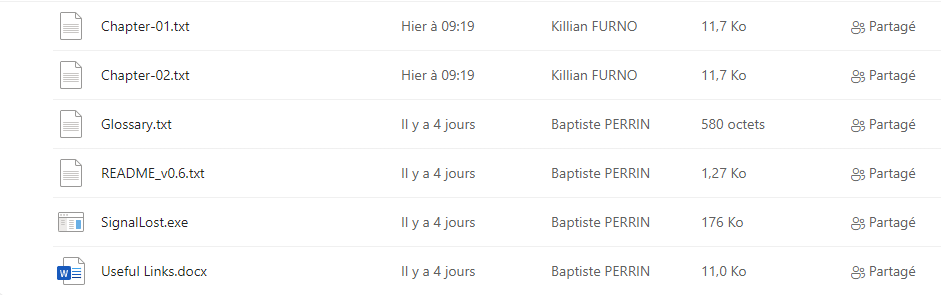 Chapter-01.txt Hier à 09:19 Killian FURNO 11,7 Ko Partagé
Chapter-02.txt Hier à 09:19 Killian FURNO 11,7 Ko Partagé
Glossary.txt Il y a 4 jours Baptiste PERRIN 580 octets Partagé
README_v0.6.txt Il y a 4 jours Baptiste PERRIN 1,27 Ko Partagé
SignalLost.exe Il y a 4 jours Baptiste PERRIN 176 Ko Partagé
W Useful Links.docx Il y a 4 jours Baptiste PERRIN 11,0 Ko Partagé